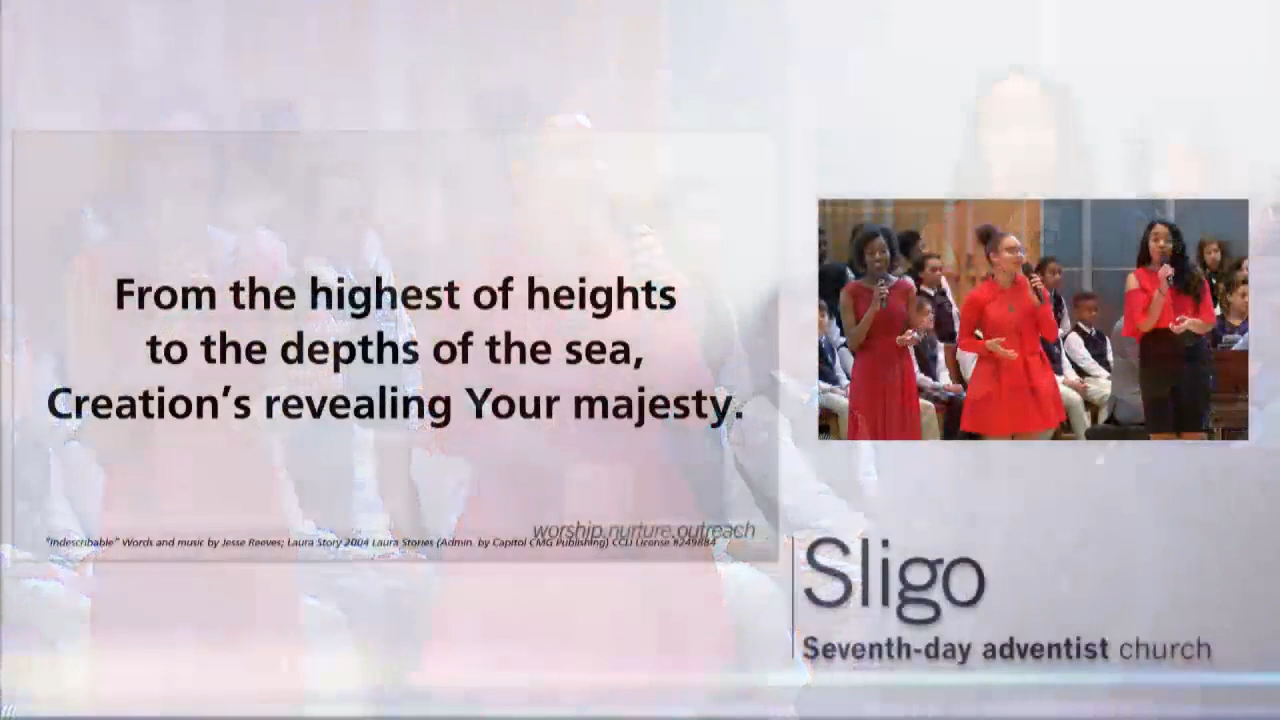 From the highest of heights
to the depths of the sea,
Creation's revealing Your majesty.
worship.nurture.outreach
"Indescribable" Words and music by Jesse Reeves; Laura Story 2004 Laura Stories (Admin. by Capitol CMG Publishing) CCLI License #249884
Sligo
Seventh-day adventist church